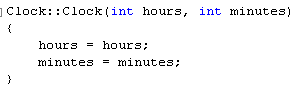 Clock::Clock(int hours, int minutes)
{
    hours = hours;
    minutes = minutes;
}